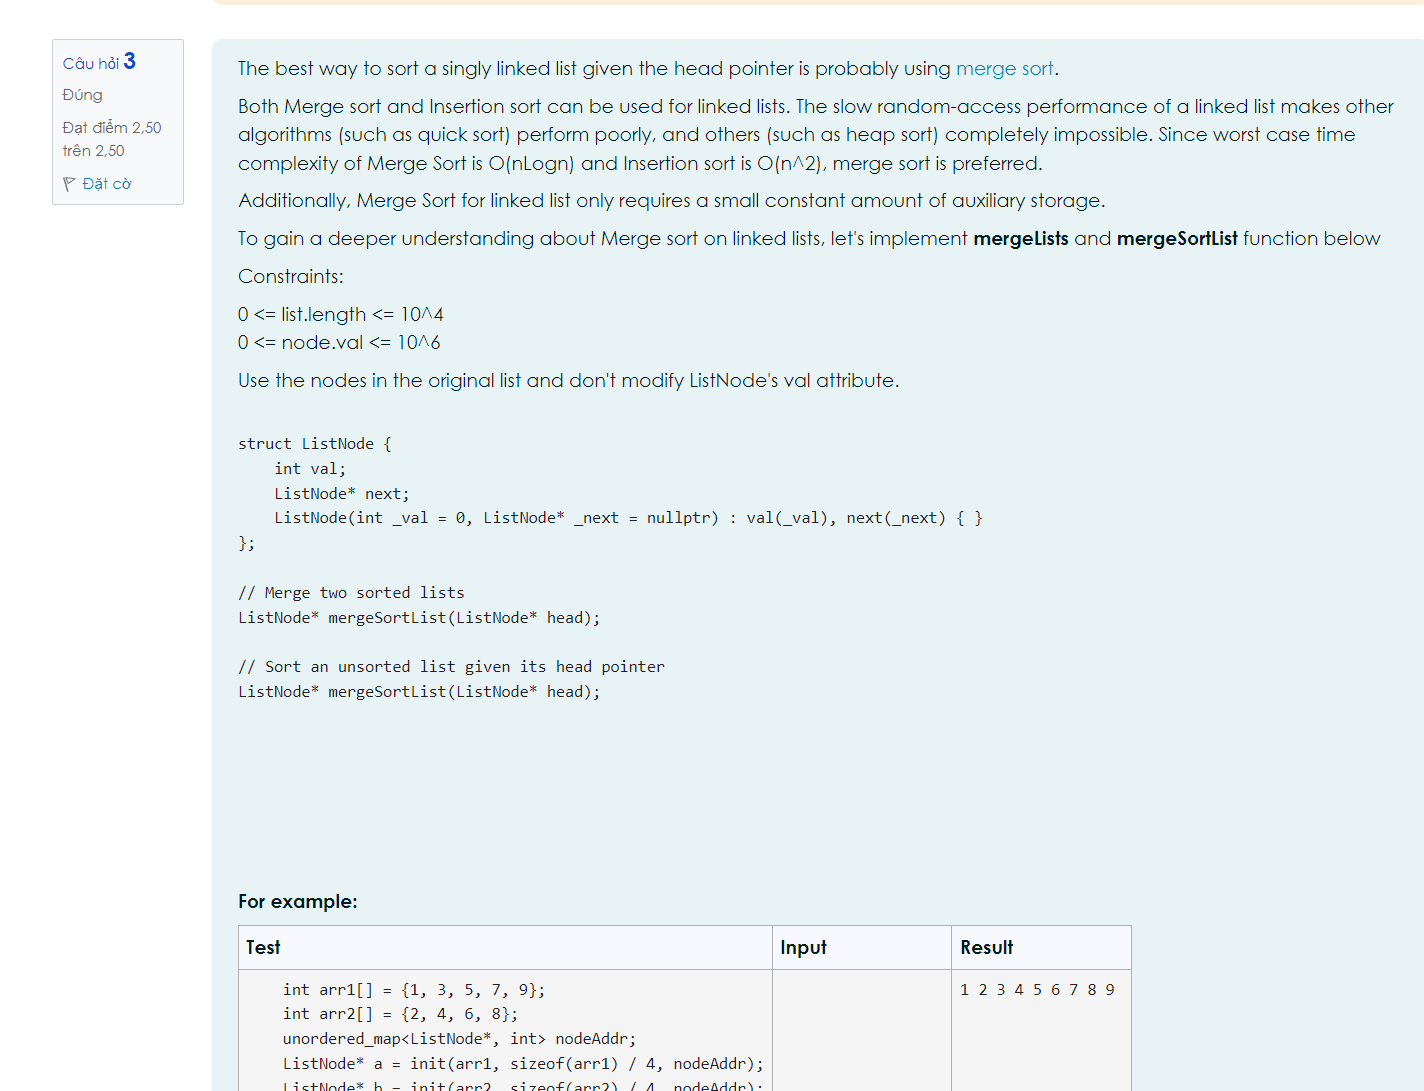 Câu hỏi 3
Đúng
Đạt điểm 2,50
trên 2,50
Đặt cờ
The best way to sort a singly linked list given the head pointer is probably using merge sort.
Both Merge sort and Insertion sort can be used for linked lists. The slow random-access performance of a linked list makes other
algorithms (such as quick sort) perform poorly, and others (such as heap sort) completely impossible. Since worst case time
complexity of Merge Sort is O(nLogn) and Insertion sort is O(n^2), merge sort is preferred.
Additionally, Merge Sort for linked list only requires a small constant amount of auxiliary storage.
To gain a deeper understanding about Merge sort on linked lists, let's implement mergeLists and mergeSortList function below
Constraints:
0 <= list.length <= 10^4
0 <= node.val <= 10^6
Use the nodes in the original list and don't modify ListNode's val attribute.
struct ListNode {
    int val;
    ListNode* next;
    ListNode(int _val = 0, ListNode* _next = nullptr) : val(_val), next(_next) { }
};
// Merge two sorted lists
ListNode* mergeSortList(ListNode* head);
// Sort an unsorted list given its head pointer
ListNode* mergeSortList(ListNode* head);
For example:
Test Input Result
int arr1[] = {1, 3, 5, 7, 9}; 1 2 3 4 5 6 7 8 9
int arr2[] = {2, 4, 6, 8};
unordered_map<ListNode*, int> nodeAddr;
ListNode* a = init(arr1, sizeof(arr1) / 4, nodeAddr);
ListNode* b = init(arr2, sizeof(arr2) / 4, nodeAddr);